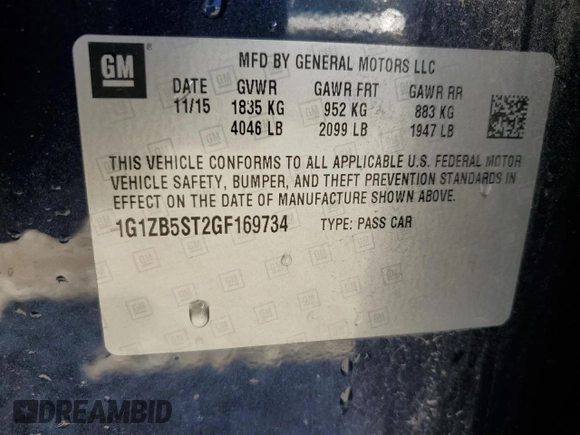 GM
MFD BY GENERAL MOTORS LLC
DATE GVWR GAWR FRT GAWR RR
11/15 1835 KG 952 KG 883 KG
4046 LB 2099 LB 1947 LB
THIS VEHICLE CONFORMS TO ALL APPLICABLE U.S. FEDERAL MOTOR
VEHICLE SAFETY, BUMPER, AND THEFT PREVENTION STANDARDS IN
EFFECT ON THE DATE OF MANUFACTURE SHOWN ABOVE.
1G1ZB5ST2GF169734 TYPE: PASS CAR
DREAMBID